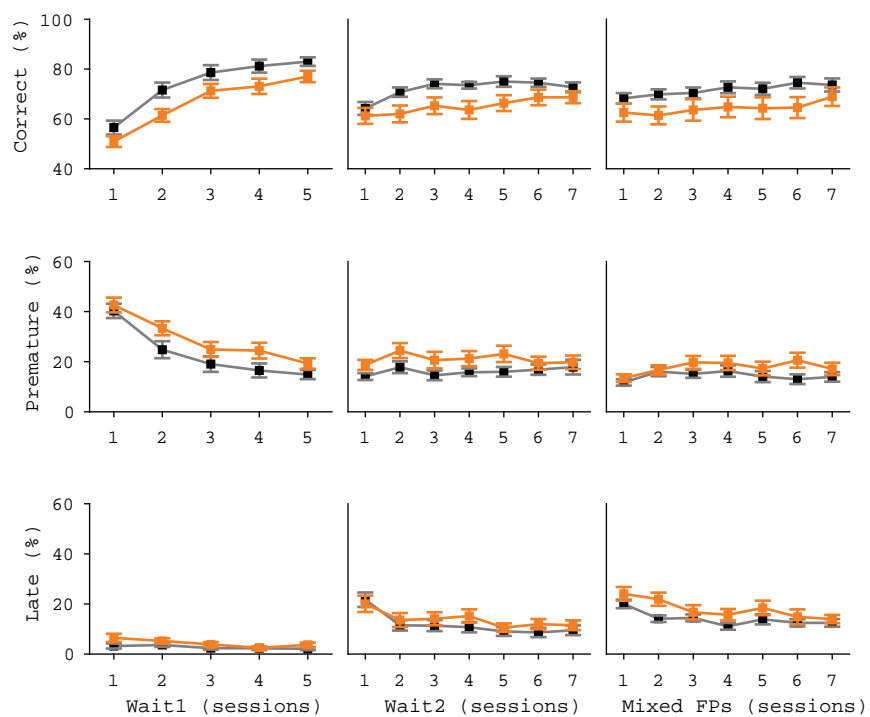 Correct (%)
100
80
60
40
1 2 3 4 5
1 2 3 4 5 6 7
1 2 3 4 5 6 7
Premature (%)
60
40
20
0
1 2 3 4 5
1 2 3 4 5 6 7
1 2 3 4 5 6 7
Late (%)
60
40
20
0
1 2 3 4 5
1 2 3 4 5 6 7
1 2 3 4 5 6 7
Wait1 (sessions)
Wait2 (sessions)
Mixed FPs (sessions)